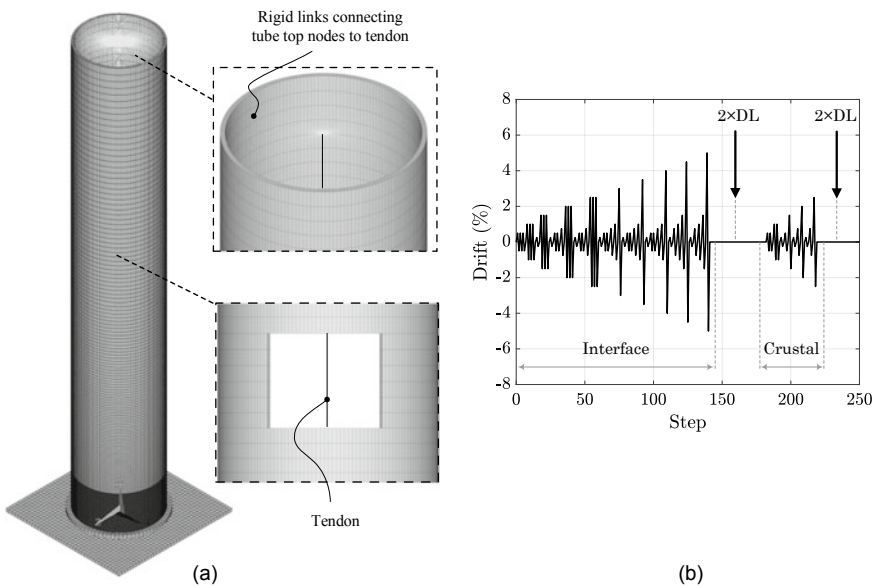 Rigid links connecting
tube top nodes to tendon
Tendon
(a)
2×DL
2×DL
8
6
4
2
0
-2
-4
-6
-8
Drift (%)
Interface
Crustal
0
50
100
150
200
250
Step
(b)